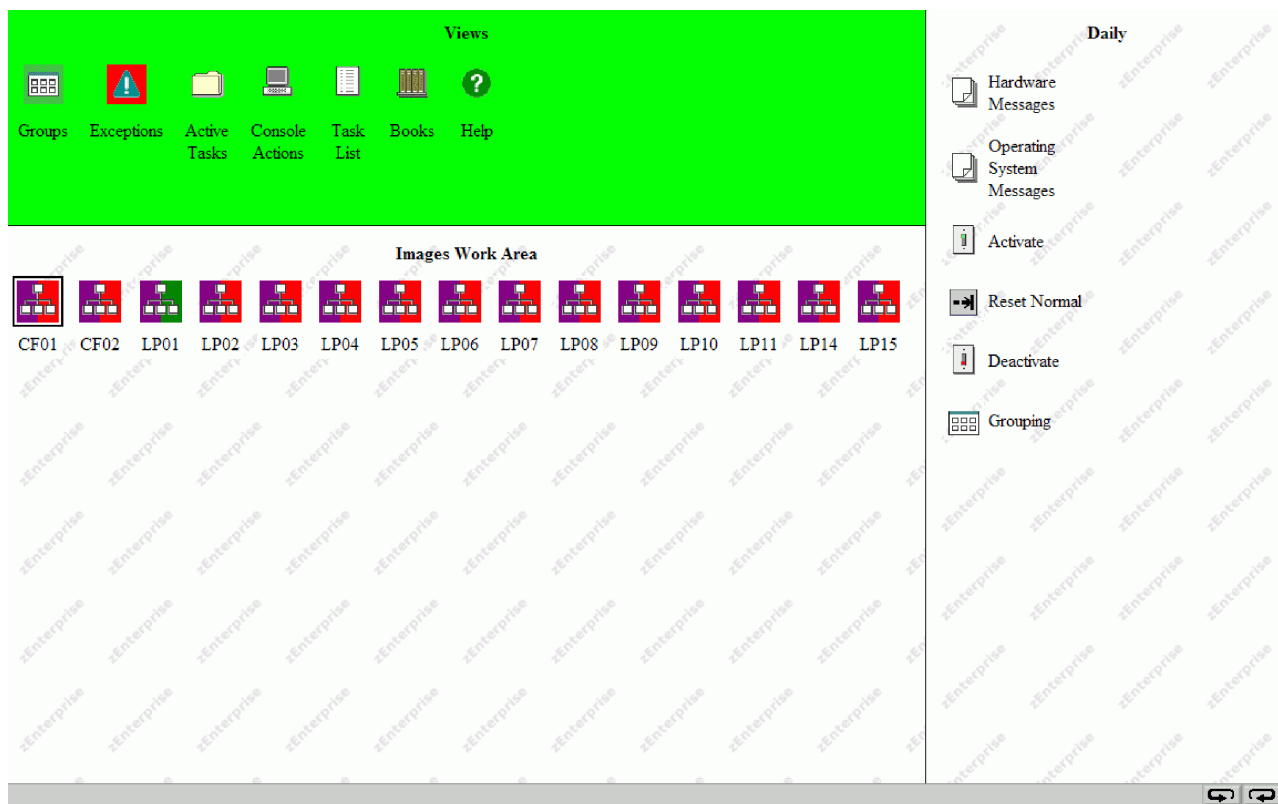 Views
Groups Exceptions Active Tasks Console Actions Task List Books Help
Images Work Area
CF01 CF02 LP01 LP02 LP03 LP04 LP05 LP06 LP07 LP08 LP09 LP10 LP11 LP14 LP15
Daily
Hardware
Messages
Operating
System
Messages
Activate
Reset Normal
Deactivate
Grouping
zEnterprise